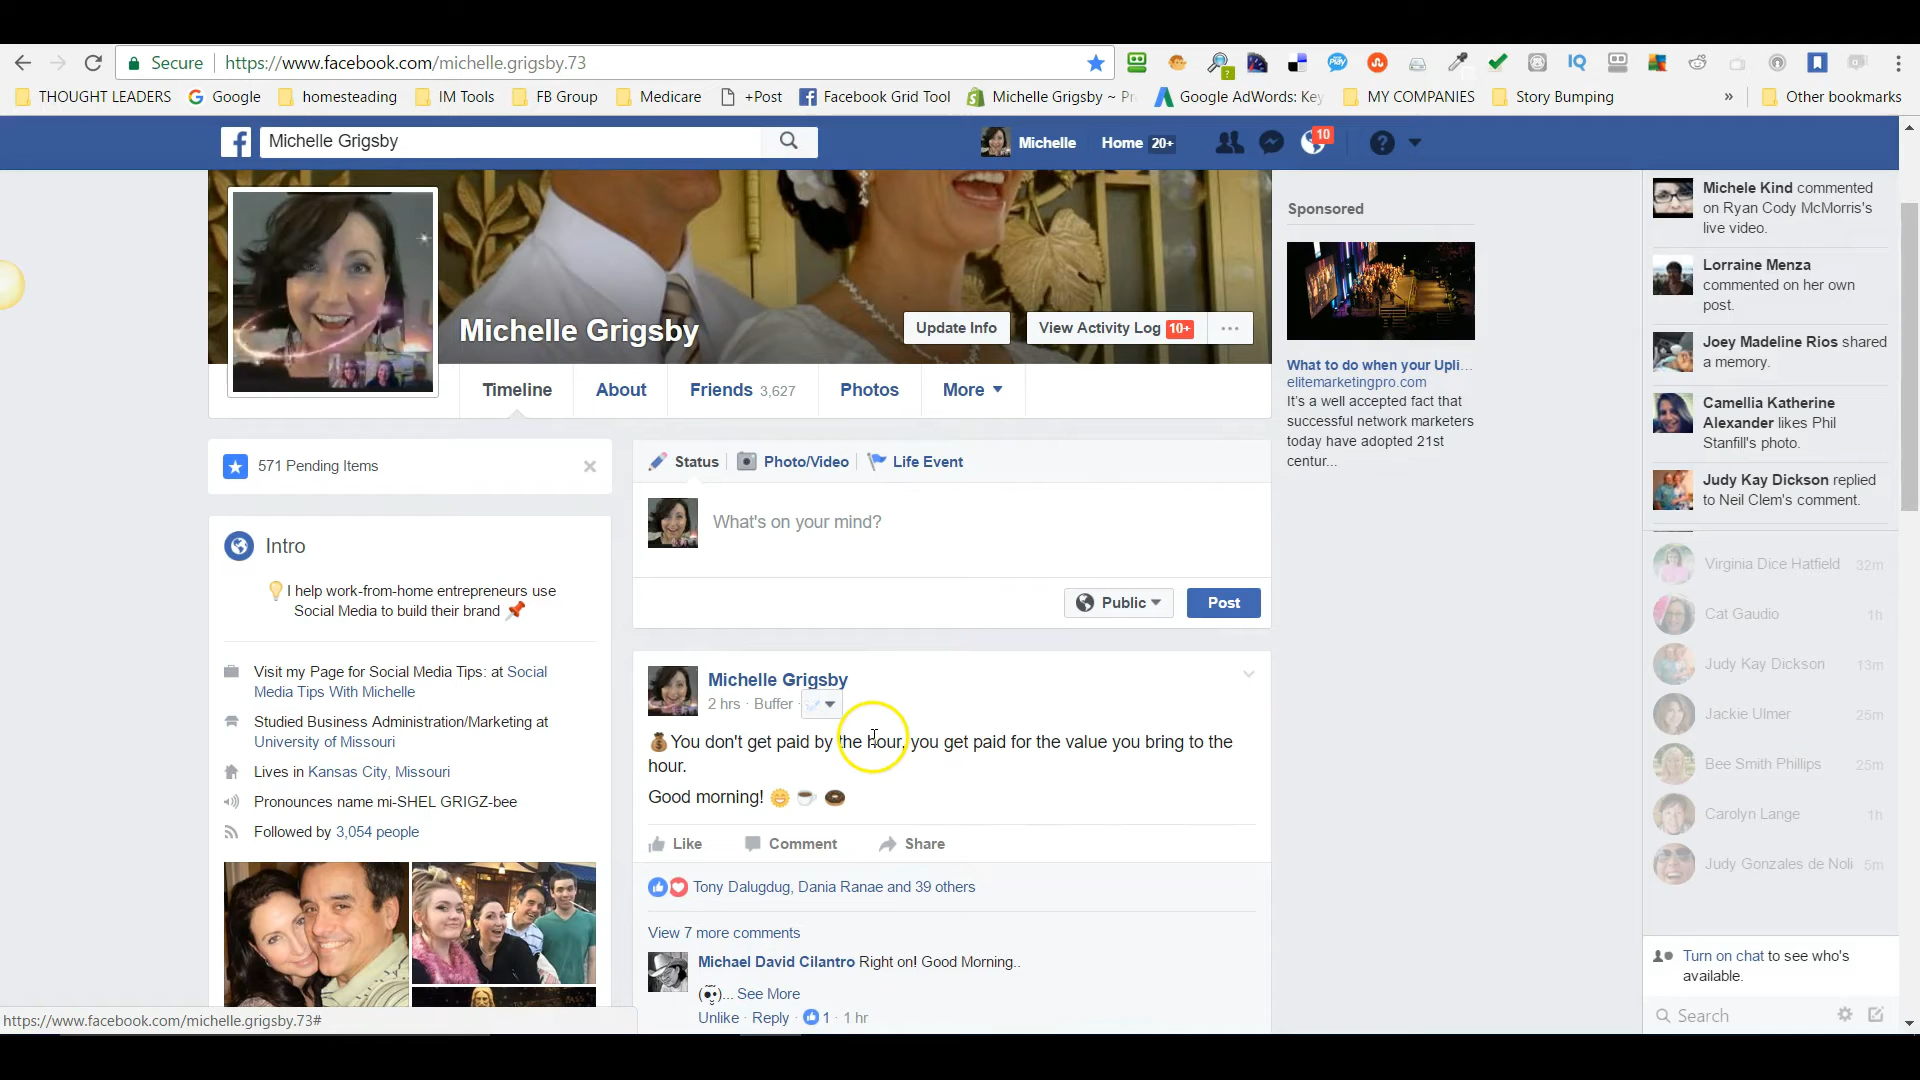 Secure https://www.facebook.com/michelle.grigsby.73
THOUGHT LEADERS Google homesteading IM Tools FB Group Medicare +Post Facebook Grid Tool Michelle Grigsby ~ Pr Google AdWords: Key MY COMPANIES Story Bumping » Other bookmarks
Michelle Grigsby Michelle Home 20+ 10
Michelle Grigsby
Update Info View Activity Log 10+ ...
Timeline About Friends 3,627 Photos More
571 Pending Items
Intro
I help work-from-home entrepreneurs use
Social Media to build their brand
Visit my Page for Social Media Tips: at Social
Media Tips With Michelle
Studied Business Administration/Marketing at
University of Missouri
Lives in Kansas City, Missouri
Pronounces name mi-SHEL GRIGZ-bee
Followed by 3,054 people
Status Photo/Video Life Event
What's on your mind?
Public Post
Michelle Grigsby
2 hrs · Buffer ·
You don't get paid by the hour, you get paid for the value you bring to the
hour.
Good morning!
Like Comment Share
Tony Dalugdug, Dania Ranae and 39 others
View 7 more comments
Michael David Cilantro Right on! Good Morning..
... See More
Unlike · Reply · 1 · 1 hr
Sponsored
What to do when your Upli...
elitemarketingpro.com
It's a well accepted fact that
successful network marketers
today have adopted 21st
centur...
Michele Kind commented
on Ryan Cody McMorris's
live video.
Lorraine Menza
commented on her own
post.
Joey Madeline Rios shared
a memory.
Camellia Katherine
Alexander likes Phil
Stanfill's photo.
Judy Kay Dickson replied
to Neil Clem's comment.
Virginia Dice Hatfield 32m
Cat Gaudio 1h
Judy Kay Dickson 13m
Jackie Ulmer 25m
Bee Smith Phillips 25m
Carolyn Lange 1h
Judy Gonzales de Noli 5m
Turn on chat to see who's
available.
Search
https://www.facebook.com/michelle.grigsby.73#